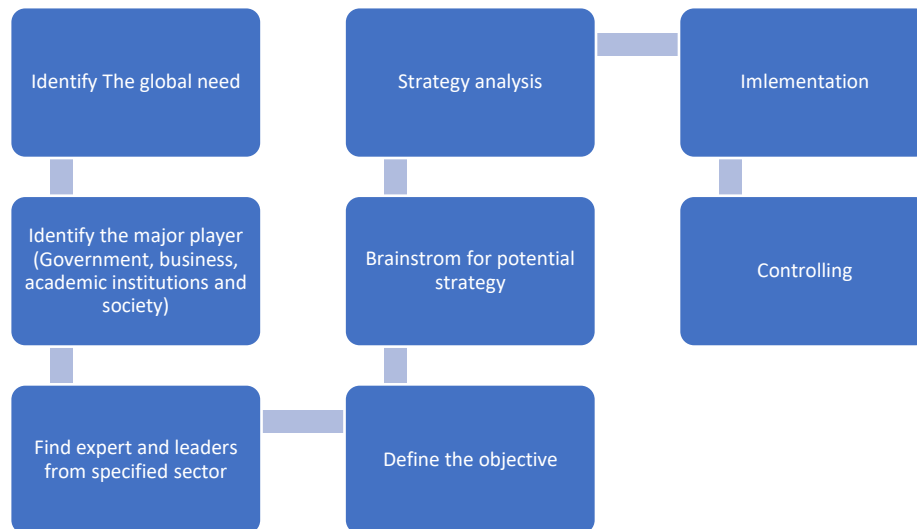 Identify The global need
Identify the major player
(Government, business,
academic institutions and
society)
Find expert and leaders
from specified sector
Define the objective
Brainstrom for potential
strategy
Strategy analysis
Imlementation
Controlling